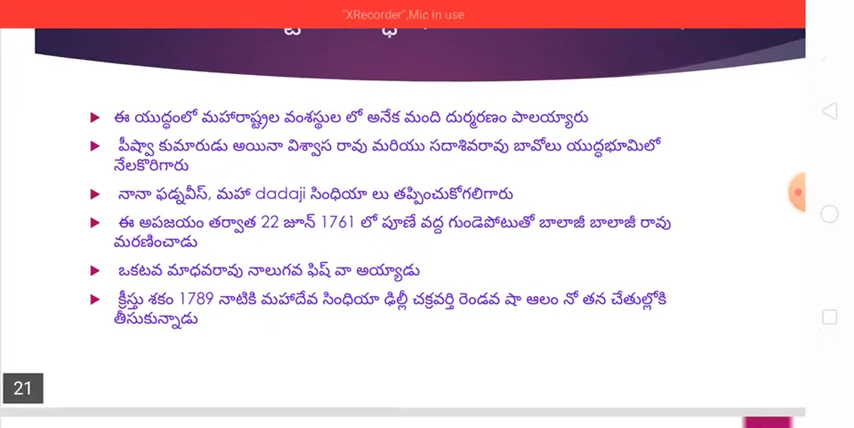 "XRecorder",Mic in use
ఈ యుద్ధంలో మహారాష్ట్రల వంశస్థుల లో అనేక మంది దుర్మరణం పాలయ్యారు
పీష్వా కుమారుడు అయినా విశ్వాస రావు మరియు సదాశివరావు బావోలు యుద్ధభూమిలో
నేలకొరిగారు
నానా ఫడ్నవీస్, మహా dadaji సింధియా లు తప్పించుకోగలిగారు
ఈ అపజయం తర్వాత 22 జూన్ 1761 లో పూణే వద్ద గుండెపోటుతో బాలాజీ బాలాజీ రావు
మరణించాడు
ఒకటవ మాధవరావు నాలుగవ ఫిష్ వా అయ్యాడు
క్రీస్తు శకం 1789 నాటికి మహాదేవ సింధియా ఢిల్లీ చక్రవర్తి రెండవ షా ఆలం నో తన చేతుల్లోకి
తీసుకున్నాడు
21